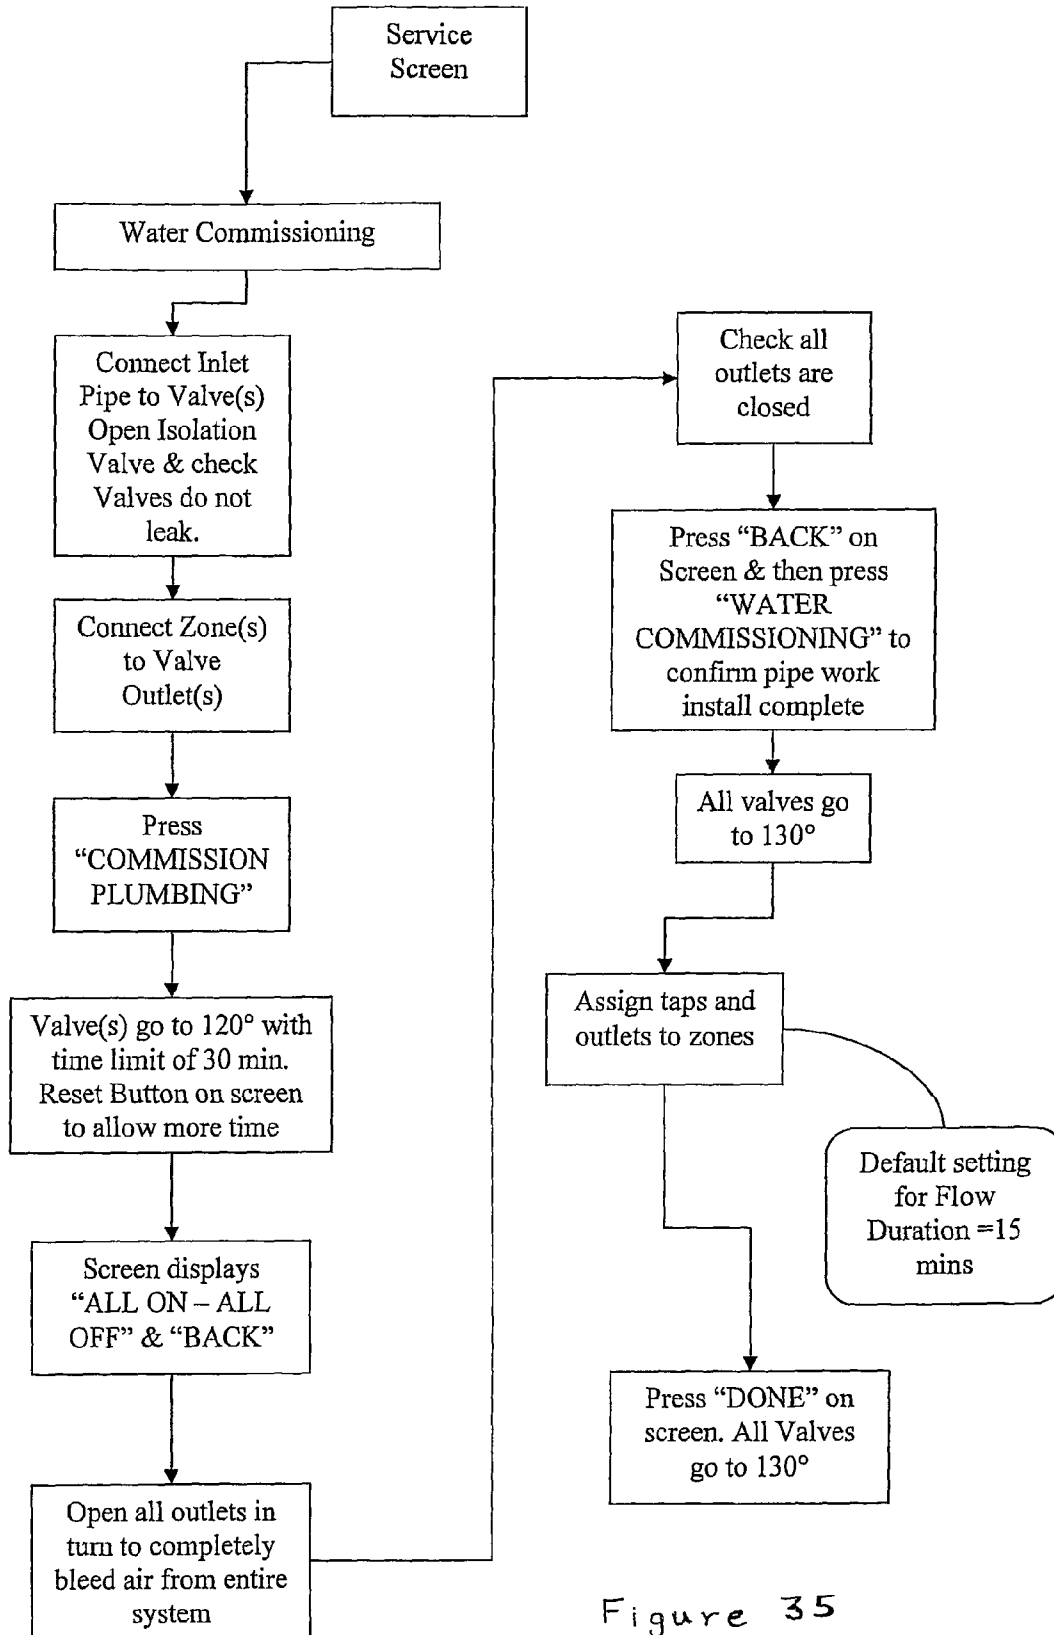 Service
Screen
Water Commissioning
Connect Inlet
Pipe to Valve(s)
Open Isolation
Valve & check
Valves do not
leak.
Connect Zone(s)
to Valve
Outlet(s)
Press
“COMMISSION
PLUMBING”
Valve(s) go to 120° with
time limit of 30 min.
Reset Button on screen
to allow more time
Screen displays
“ALL ON – ALL
OFF” & “BACK”
Open all outlets in
turn to completely
bleed air from entire
system
Check all
outlets are
closed
Press “BACK” on
Screen & then press
“WATER
COMMISSIONING” to
confirm pipe work
install complete
All valves go
to 130°
Assign taps and
outlets to zones
Default setting
for Flow
Duration =15
mins
Press “DONE” on
screen. All Valves
go to 130°
Figure 35